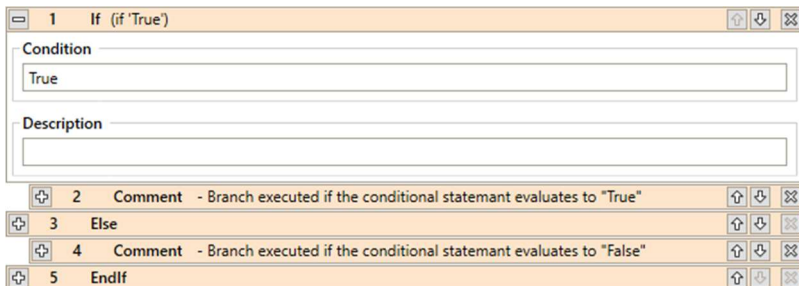 1 If (if 'True')
Condition
True
Description
2 Comment - Branch executed if the conditional statemant evaluates to "True"
3 Else
4 Comment - Branch executed if the conditional statemant evaluates to "False"
5 EndIf